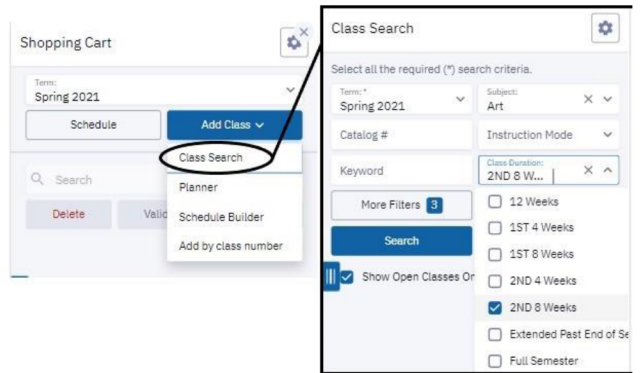 Shopping Cart
Term:
Spring 2021
Schedule
Add Class
Class Search
Search
Planner
Delete
Schedule Builder
Add by class number
Class Search
Select all the required (*) search criteria.
Term: *
Spring 2021
Subject:
Art
Catalog #
Instruction Mode
Keyword
Class Duration:
2ND 8 W...
More Filters 3
12 Weeks
1ST 4 Weeks
Search
1ST 8 Weeks
Show Open Classes On
2ND 4 Weeks
2ND 8 Weeks
Extended Past End of Se
Full Semester